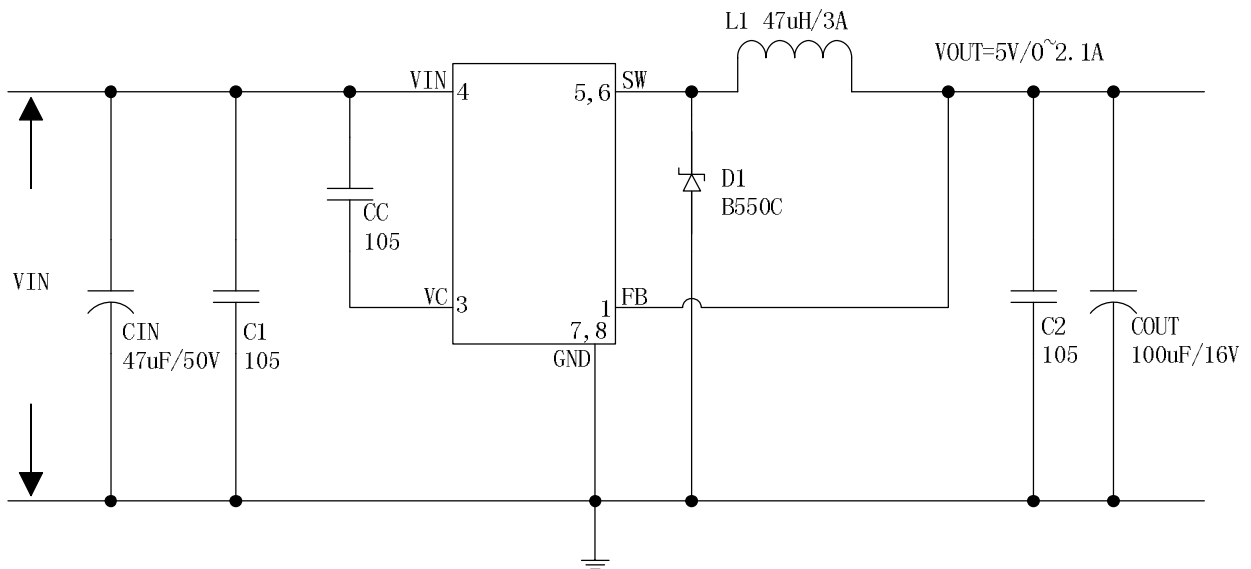 L1 47uH/3A
VOUT=5V/0~2.1A
VIN
4
5,6
SW
CC
105
D1
B550C
VIN
VC
3
1
FB
7,8
GND
CIN
47uF/50V
C1
105
C2
105
COUT
100uF/16V